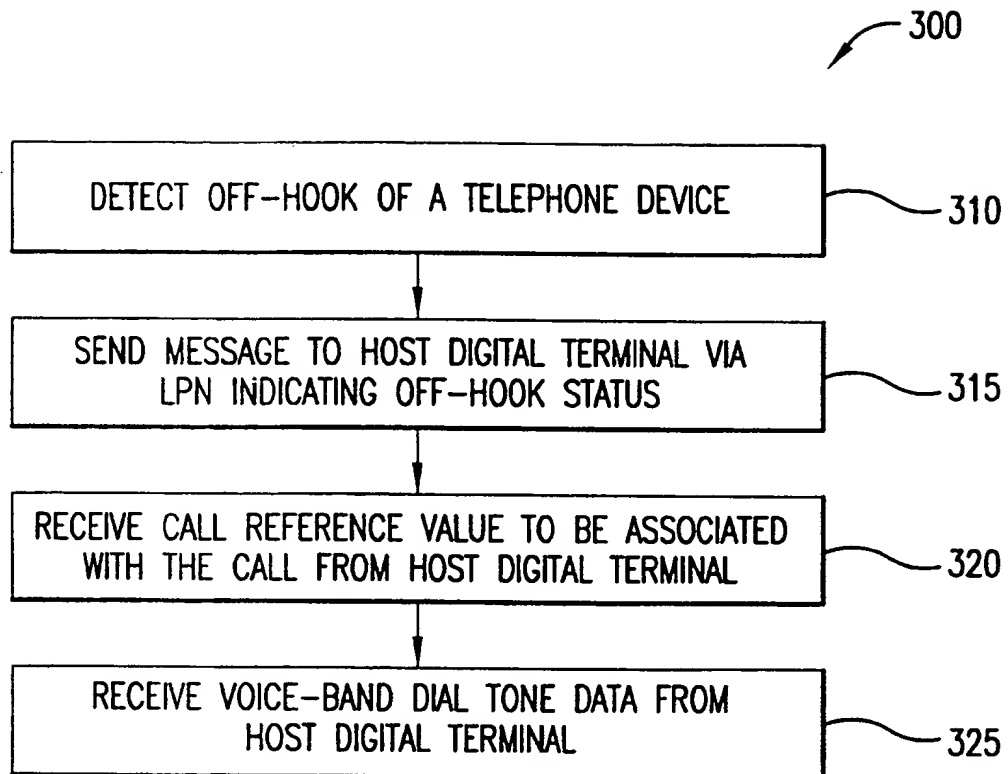 300
DETECT OFF-HOOK OF A TELEPHONE DEVICE
310
SEND MESSAGE TO HOST DIGITAL TERMINAL VIA
LPN INDICATING OFF-HOOK STATUS
315
RECEIVE CALL REFERENCE VALUE TO BE ASSOCIATED
WITH THE CALL FROM HOST DIGITAL TERMINAL
320
RECEIVE VOICE-BAND DIAL TONE DATA FROM
HOST DIGITAL TERMINAL
325